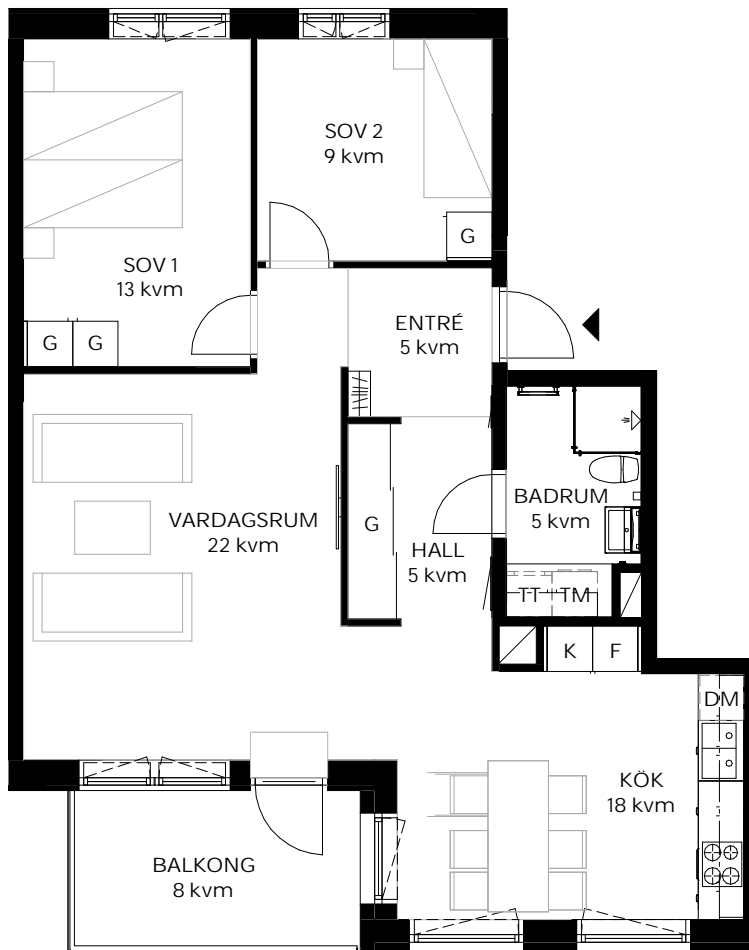 SOV 2
9 kvm
G
SOV 1
13 kvm
G G
ENTRÉ
5 kvm
VARDAGSRUM
22 kvm
G
HALL
5 kvm
BADRUM
5 kvm
TT TM
K F
DM
KÖK
18 kvm
BALKONG
8 kvm